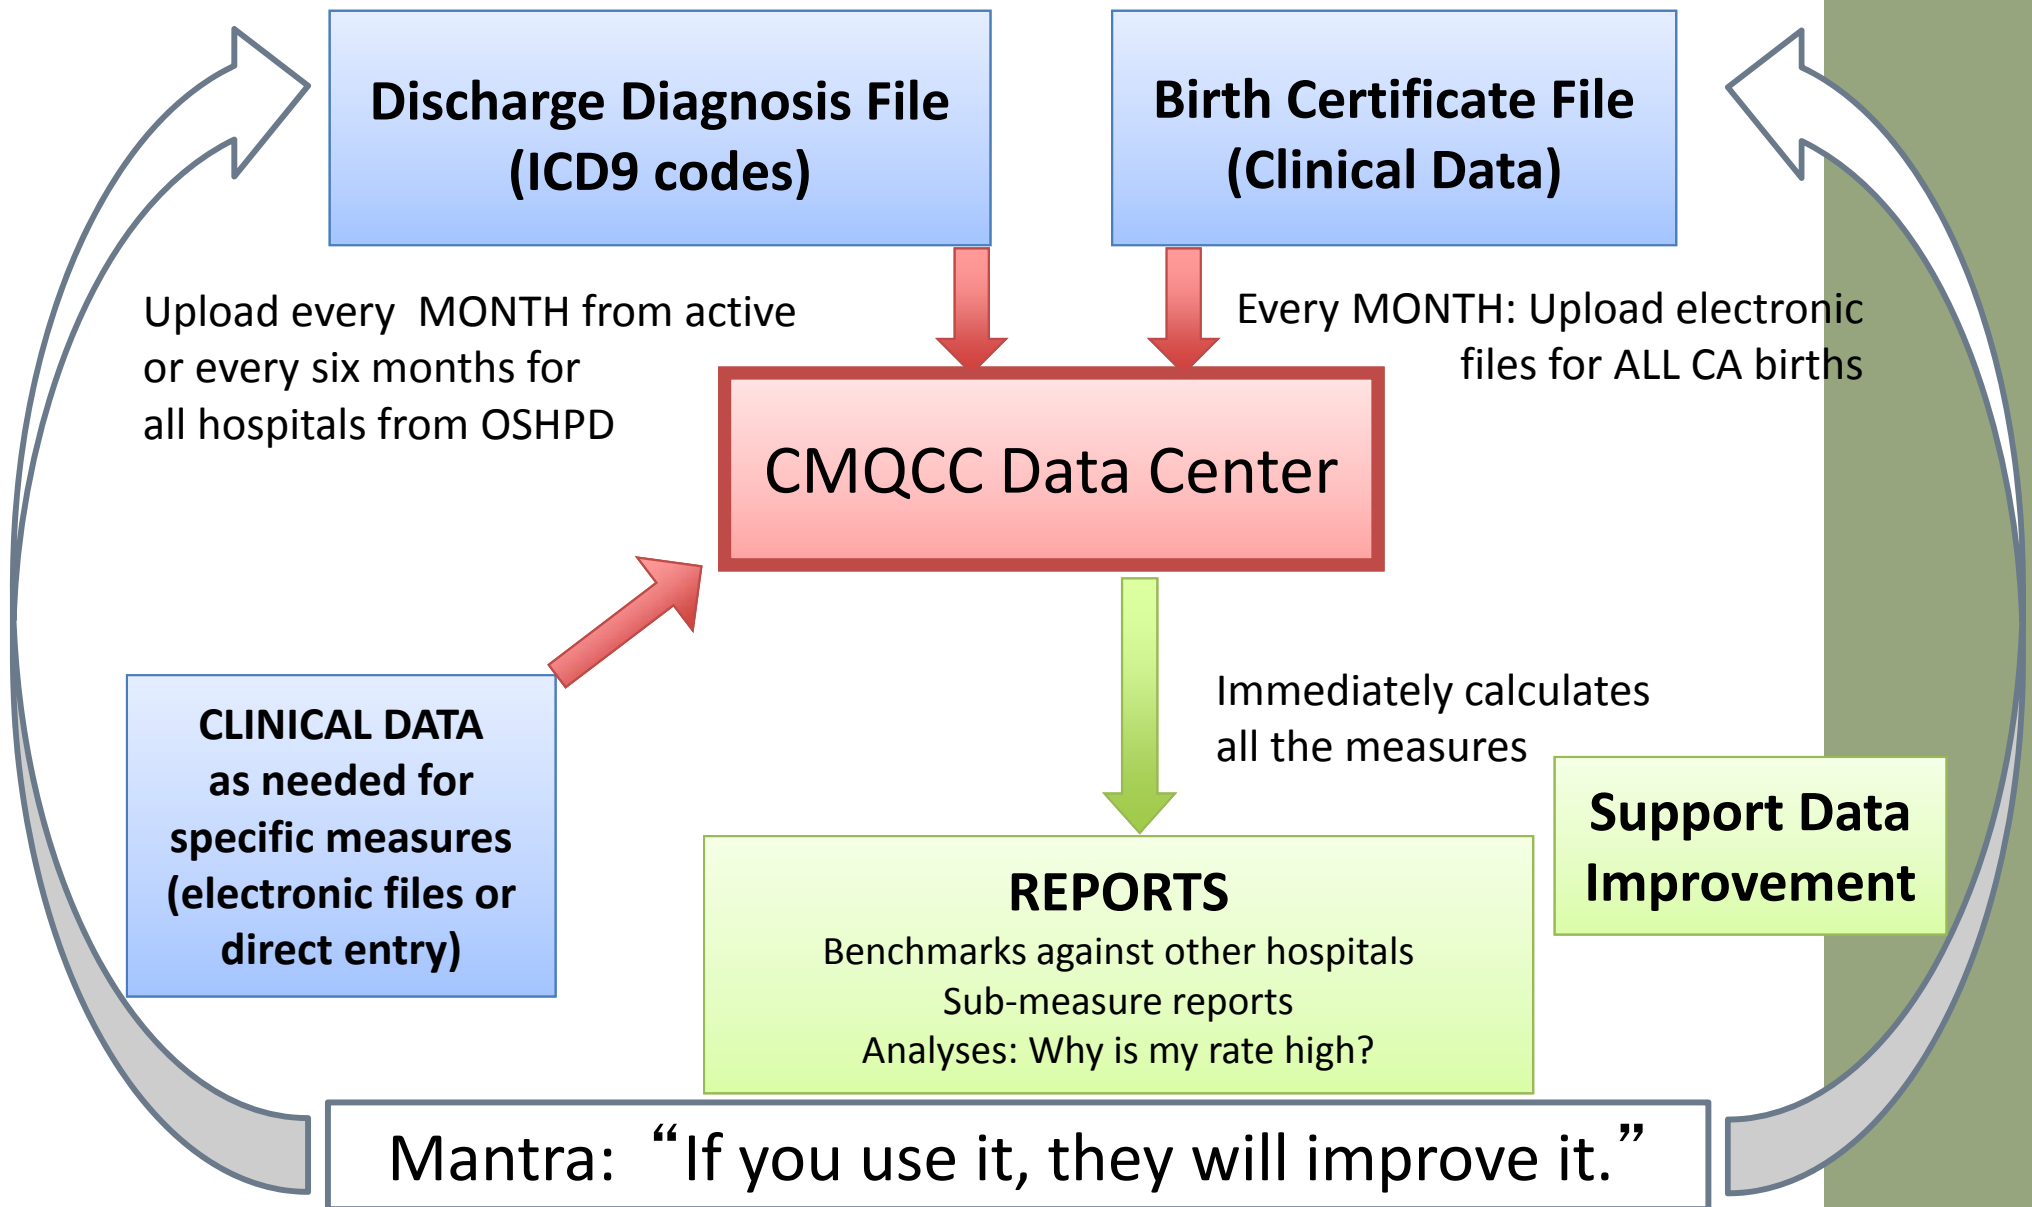 Discharge Diagnosis File
(ICD9 codes)
Birth Certificate File
(Clinical Data)
Upload every  MONTH from active
or every six months for
all hospitals from OSHPD
Every MONTH: Upload electronic
files for ALL CA births
CMQCC Data Center
CLINICAL DATA
as needed for
specific measures
(electronic files or
direct entry)
Immediately calculates
all the measures
Support Data
Improvement
REPORTS
Benchmarks against other hospitals
Sub-measure reports
Analyses: Why is my rate high?
Mantra: “If you use it, they will improve it.”